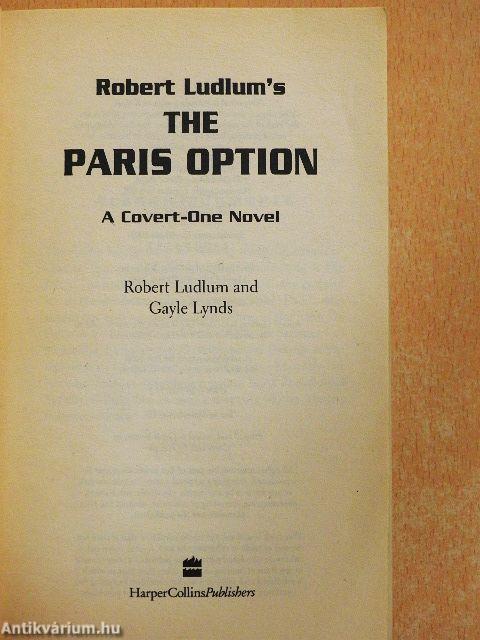 Robert Ludlum's
THE
PARIS OPTION
A Covert-One Novel
Robert Ludlum and
Gayle Lynds
HarperCollinsPublishers
Antikvárium.hu